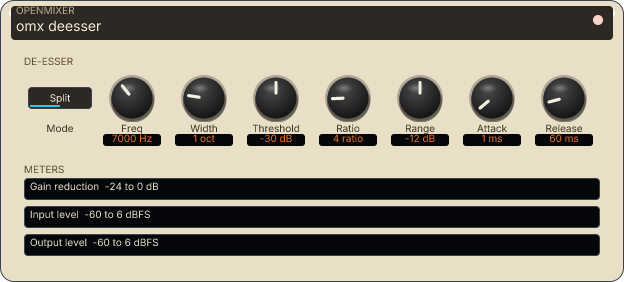 OPENMIXER
omx deesser
DE-ESSER
Split
Mode Freq Width Threshold Ratio Range Attack Release
7000 Hz 1 oct -30 dB 4 ratio -12 dB 1 ms 60 ms
METERS
Gain reduction -24 to 0 dB
Input level -60 to 6 dBFS
Output level -60 to 6 dBFS